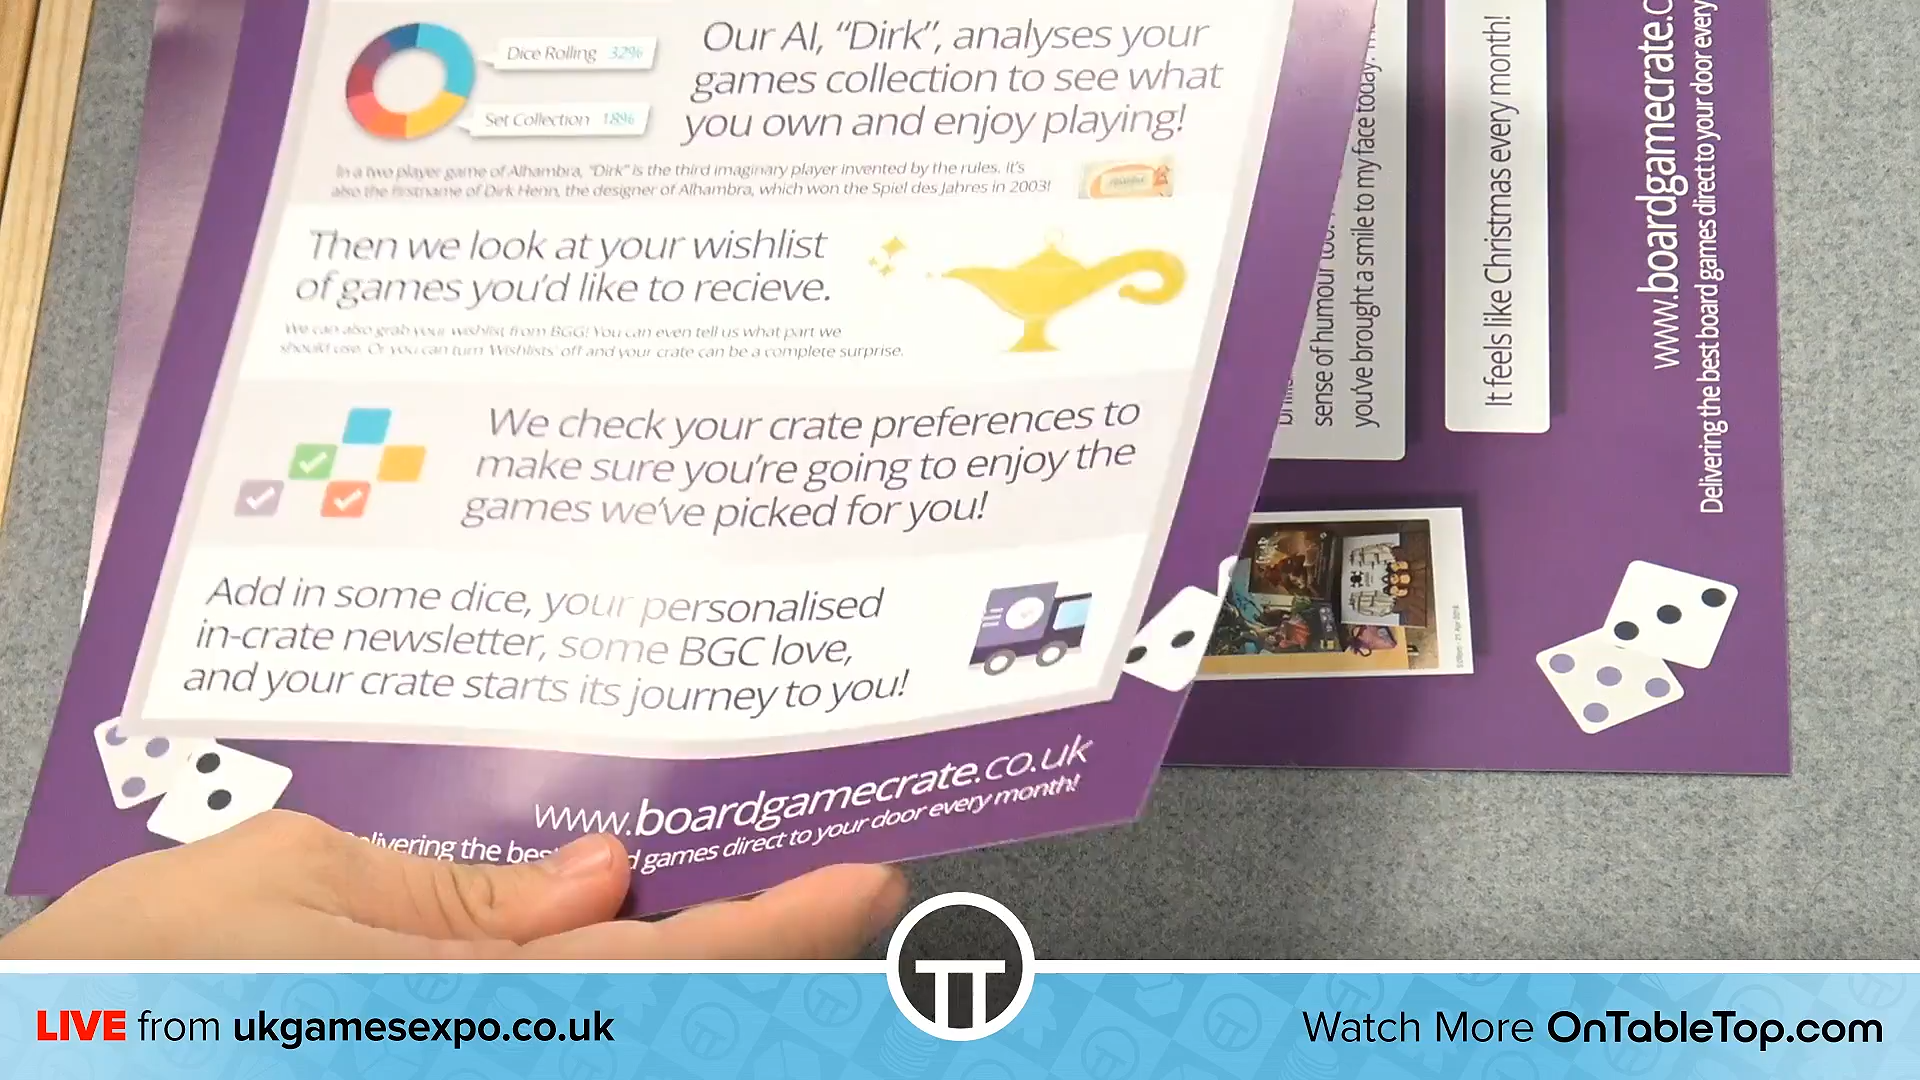 Dice Rolling 32%
Set Collection 18%
Our AI, “Dirk”, analyses your
games collection to see what
you own and enjoy playing!
In a two player game of Alhambra, “Dirk” is the third imaginary player invented by the rules. It's
also the firstname of Dirk Henn, the designer of Alhambra, which won the Spiel des Jahres in 2003!
Then we look at your wishlist
of games you'd like to recieve.
We can also grab your wishlist from BGG! You can even tell us what part we
should use. Or you can turn 'Wishlists' off and your crate can be a complete surprise.
We check your crate preferences to
make sure you're going to enjoy the
games we've picked for you!
Add in some dice, your personalised
in-crate newsletter, some BGC love,
and your crate starts its journey to you!
www.boardgamecrate.co.uk
livering the bes d games direct to your door every month!
sense of humour too.
you've brought a smile to my face today.
It feels like Christmas every month!
www.boardgamecrate.c
Delivering the best board games direct to your door every
LIVE from ukgamesexpo.co.uk
Watch More OnTableTop.com